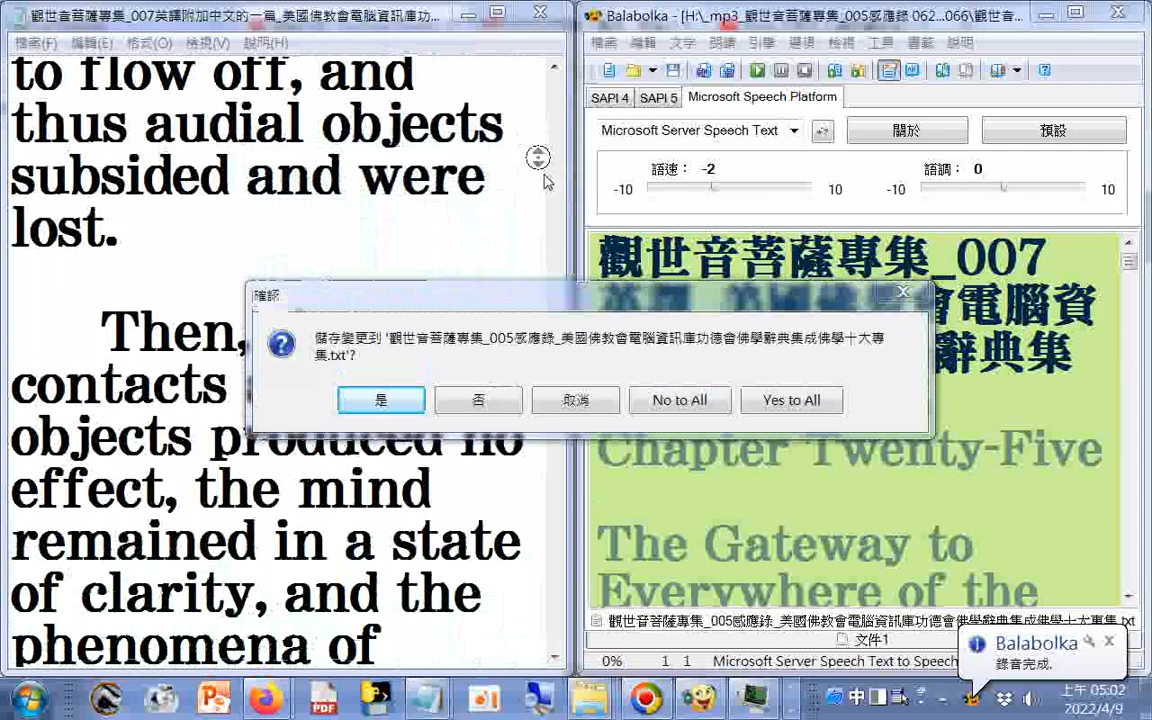 觀世音菩薩專集_007英譯附加中文的一篇_美國佛教會電腦資訊庫功...
檔案(F) 編輯(E) 格式(O) 檢視(V) 說明(H)
to flow off, and
thus audial objects
subsided and were
lost.
Then,
contacts
objects produced no
effect, the mind
remained in a state
of clarity, and the
phenomena of
Balabolka - [H:\_mp3_觀世音菩薩專集_005感應錄 062...066\觀世音...
檔案 編輯 文字 朗讀 引擎 選項 檢視 工具 書籤 說明
SAPI 4 SAPI 5 Microsoft Speech Platform
Microsoft Server Speech Text 關於 預設
語速: -2 語調: 0
-10 10 -10 10
觀世音菩薩專集_007
會電腦資
辭典集
Chapter Twenty-Five
The Gateway to
Everywhere of the
觀世音菩薩專集_005感應錄_美國佛教會電腦資訊庫功德會佛學辭典集成佛學十大專集.txt
文件1
0% 1 1 Microsoft Server Speech Text to Speech
確認
儲存變更到 '觀世音菩薩專集_005感應錄_美國佛教會電腦資訊庫功德會佛學辭典集成佛學十大專
集.txt'?
是 否 取消 No to All Yes to All
Balabolka
錄音完成.
中
上午 05:02
2022/4/9